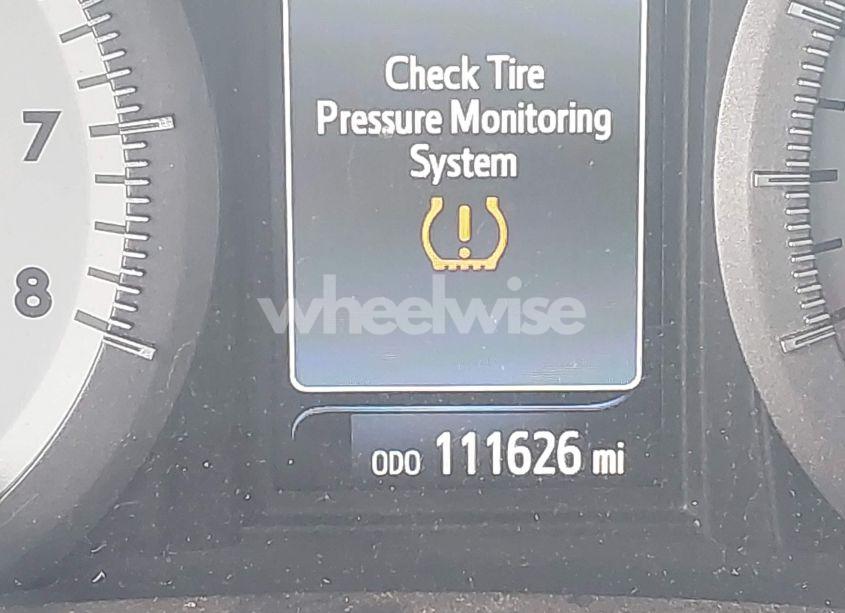 Check Tire
Pressure Monitoring
System
7
8
wheelwise
ODO 111626 mi